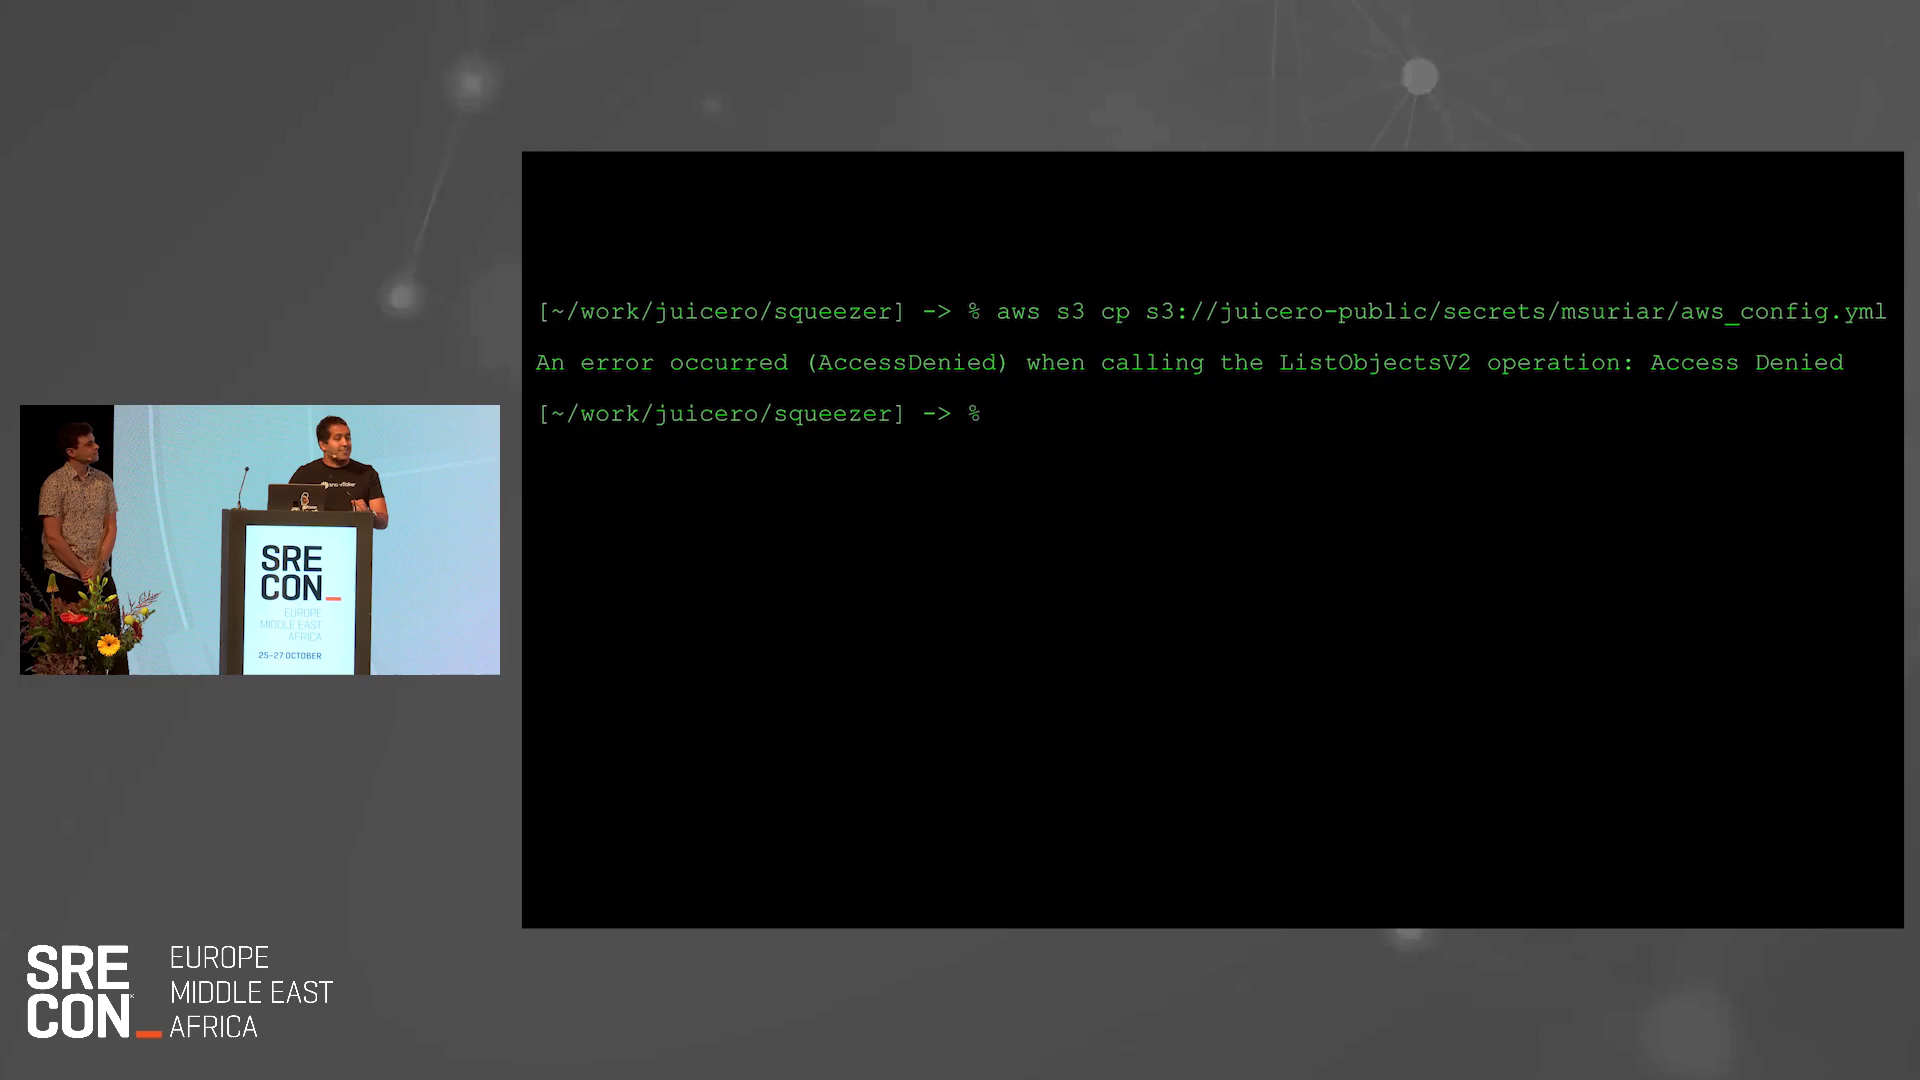 [~/work/juicero/squeezer] -> % aws s3 cp s3://juicero-public/secrets/msuriar/aws_config.yml
An error occurred (AccessDenied) when calling the ListObjectsV2 operation: Access Denied
[~/work/juicero/squeezer] -> %
SRE
CON_
EUROPE
MIDDLE EAST
AFRICA
25-27 OCTOBER
SRE
CON_
EUROPE
MIDDLE EAST
AFRICA